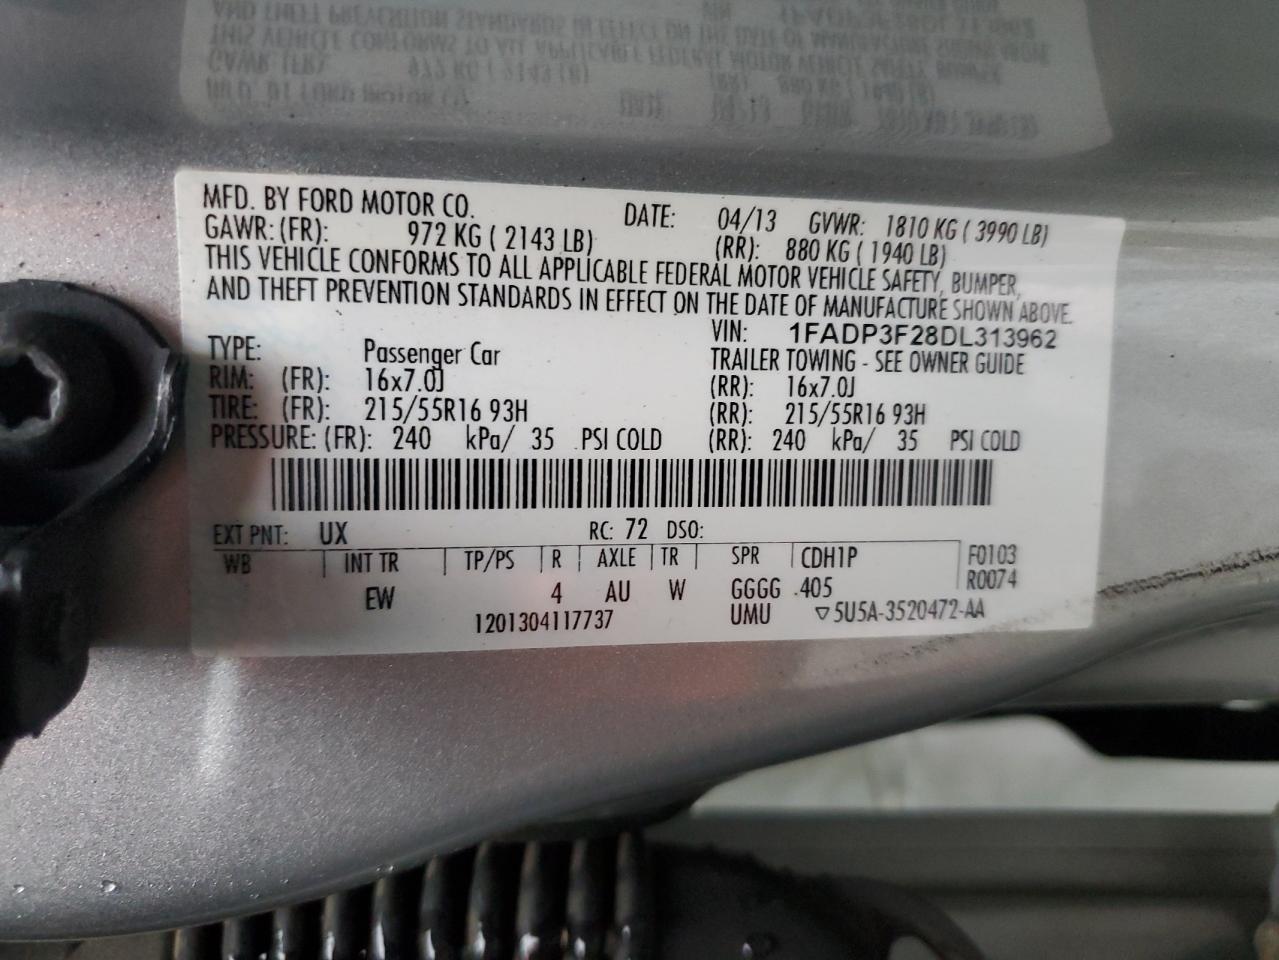 MFD. BY FORD MOTOR CO. DATE: 04/13 GVWR: 1810 KG ( 3990 LB)
GAWR: (FR): 972 KG ( 2143 LB) (RR): 880 KG ( 1940 LB)
THIS VEHICLE CONFORMS TO ALL APPLICABLE FEDERAL MOTOR VEHICLE SAFETY, BUMPER,
AND THEFT PREVENTION STANDARDS IN EFFECT ON THE DATE OF MANUFACTURE SHOWN ABOVE.
VIN: 1FADP3F28DL313962
TYPE: Passenger Car TRAILER TOWING - SEE OWNER GUIDE
RIM: (FR): 16x7.0J (RR): 16x7.0J
TIRE: (FR): 215/55R16 93H (RR): 215/55R16 93H
PRESSURE: (FR): 240 kPa/ 35 PSI COLD (RR): 240 kPa/ 35 PSI COLD
EXT PNT: UX RC: 72 DSO:
WB | INT TR | TP/PS | R | AXLE | TR | SPR CDH1P F0103
R0074
EW 4 AU W GGGG .405
1201304117737 UMU ▽5U5A-3520472-AA